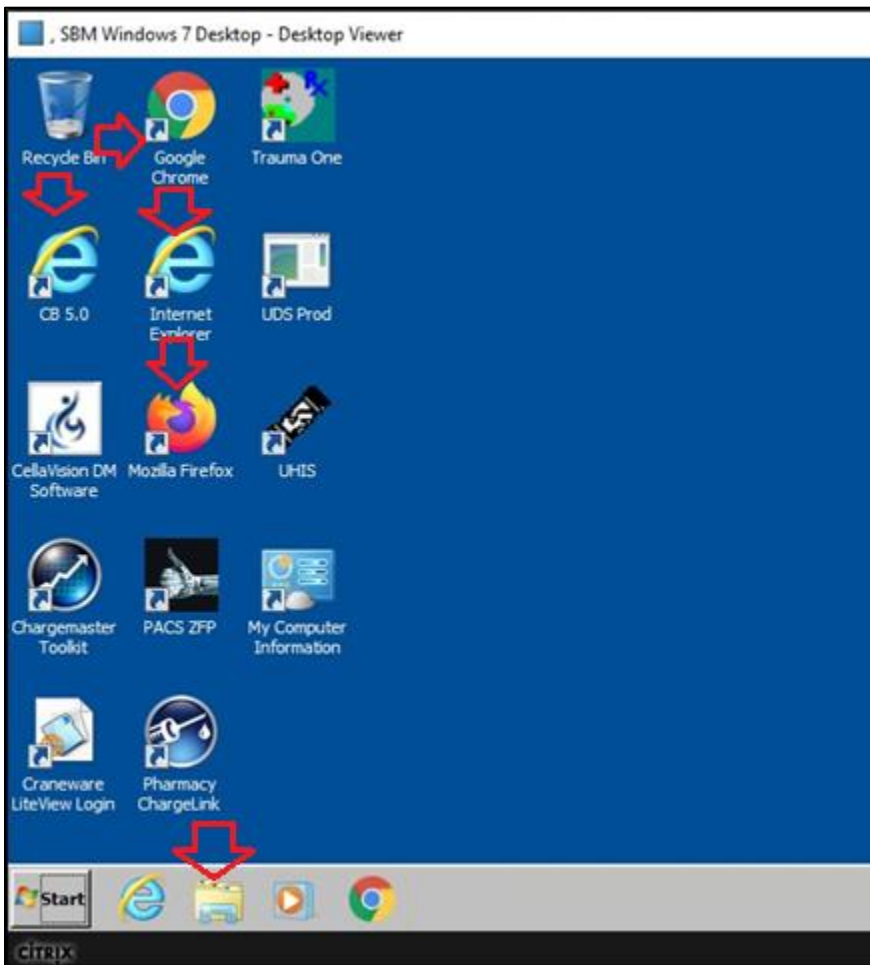 , SBM Windows 7 Desktop - Desktop Viewer
Recycle Bin
Google
Chrome
Trauma One
CB 5.0
Internet
Explorer
UDS Prod
CellaVision DM
Software
Mozilla Firefox
UHIS
Chargemaster
Toolkit
PACS ZFP
My Computer
Information
Craneware
LiteView Login
Pharmacy
ChargeLink
Start
CİTRIX